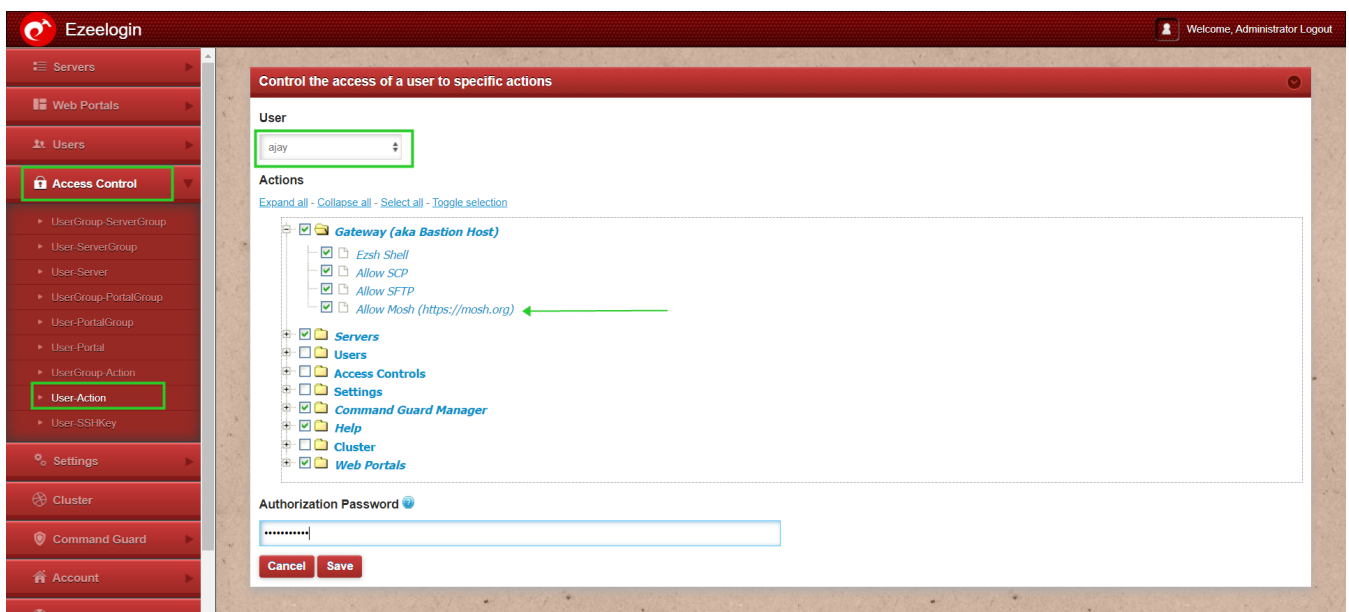 Ezeelogin
Welcome, Administrator Logout
Servers
Web Portals
Users
Access Control
UserGroup-ServerGroup
User-ServerGroup
User-Server
UserGroup-PortalGroup
User-PortalGroup
User-Portal
UserGroup-Action
User-Action
User-SSHKey
Settings
Cluster
Command Guard
Account
Control the access of a user to specific actions
User
ajay
Actions
Expand all - Collapse all - Select all - Toggle selection
Gateway (aka Bastion Host)
Ezsh Shell
Allow SCP
Allow SFTP
Allow Mosh (https://mosh.org)
Servers
Users
Access Controls
Settings
Command Guard Manager
Help
Cluster
Web Portals
Authorization Password
•••••••••••
Cancel Save